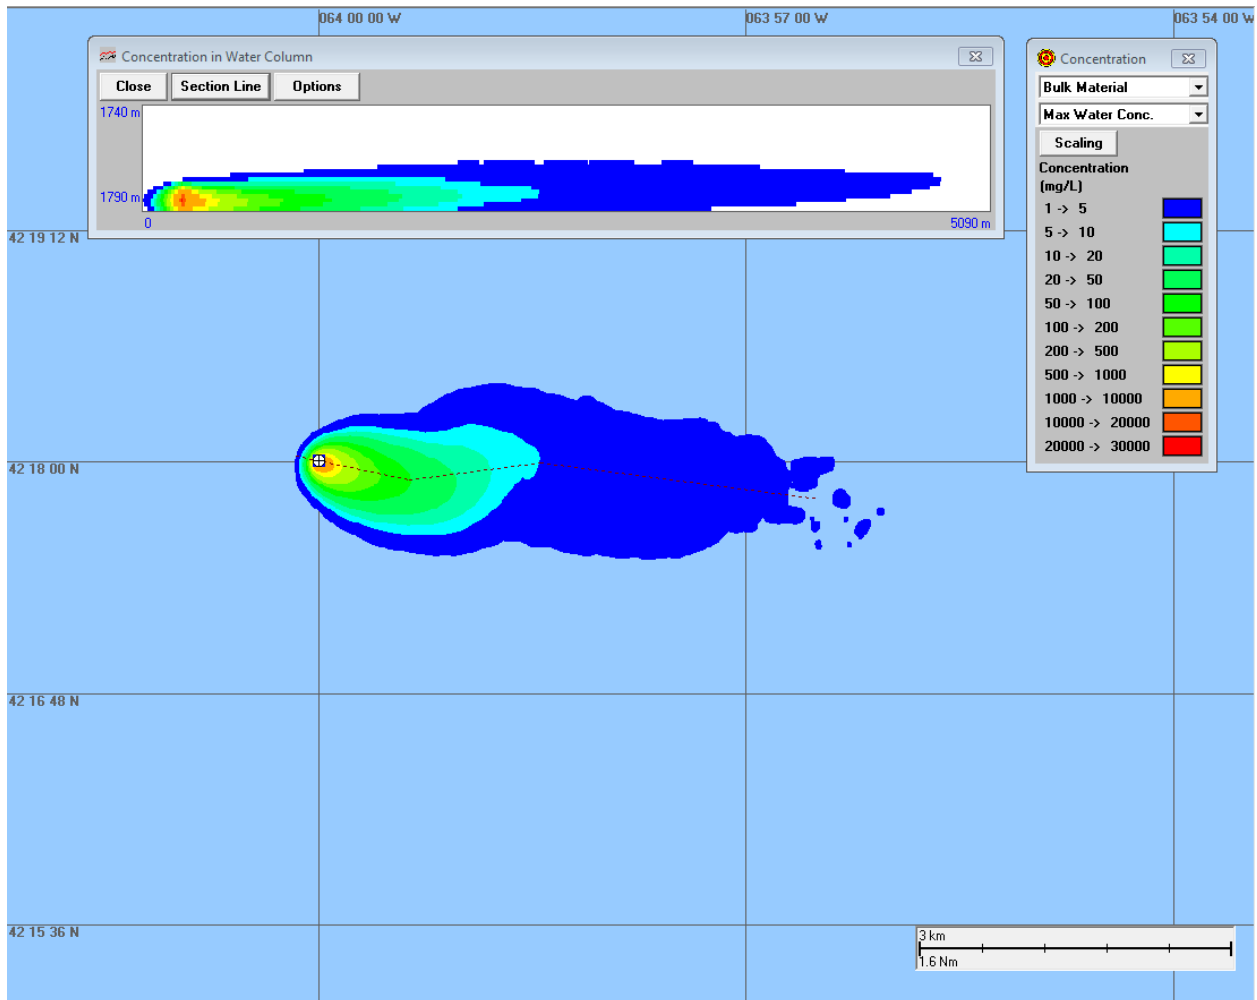 064 00 00 W
063 57 00 W
063 54 00 W
Concentration in Water Column
Close
Section Line
Options
1740 m
1790 m
0
5090 m
Concentration
Bulk Material
Max Water Conc.
Scaling
Concentration
(mg/L)
1 -> 5
5 -> 10
10 -> 20
20 -> 50
50 -> 100
100 -> 200
200 -> 500
500 -> 1000
1000 -> 10000
10000 -> 20000
20000 -> 30000
42 19 12 N
42 18 00 N
42 16 48 N
42 15 36 N
3 km
1.6 Nm